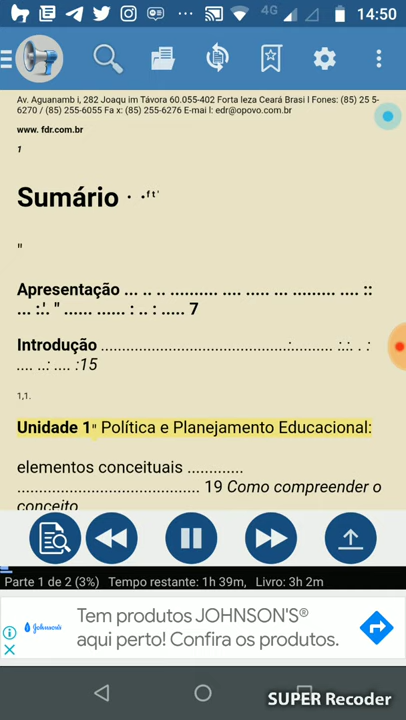 4G 14:50
Av. Aguanamb i, 282 Joaqu im Távora 60.055-402 Forta leza Ceará Brasi l Fones: (85) 25 5-
6270 / (85) 255-6055 Fa x: (85) 255-6276 E-mai l: edr@opovo.com.br
www. fdr.com.br
1
Sumário · ·ft'
"
Apresentação ... .. .. .......... .... ..... ... ......... .... ::
... :.:. " ...... ...... : .. : ..... 7
Introdução .........................................:......... :.:. . :
.... ..: .... :15
1,1.
Unidade 1" Política e Planejamento Educacional:
elementos conceituais .............
........................................ 19 Como compreender o
conceito
Parte 1 de 2 (3%) Tempo restante: 1h 39m, Livro: 3h 2m
Johnson's
Tem produtos JOHNSON'S®
aqui perto! Confira os produtos.
SUPER Recoder